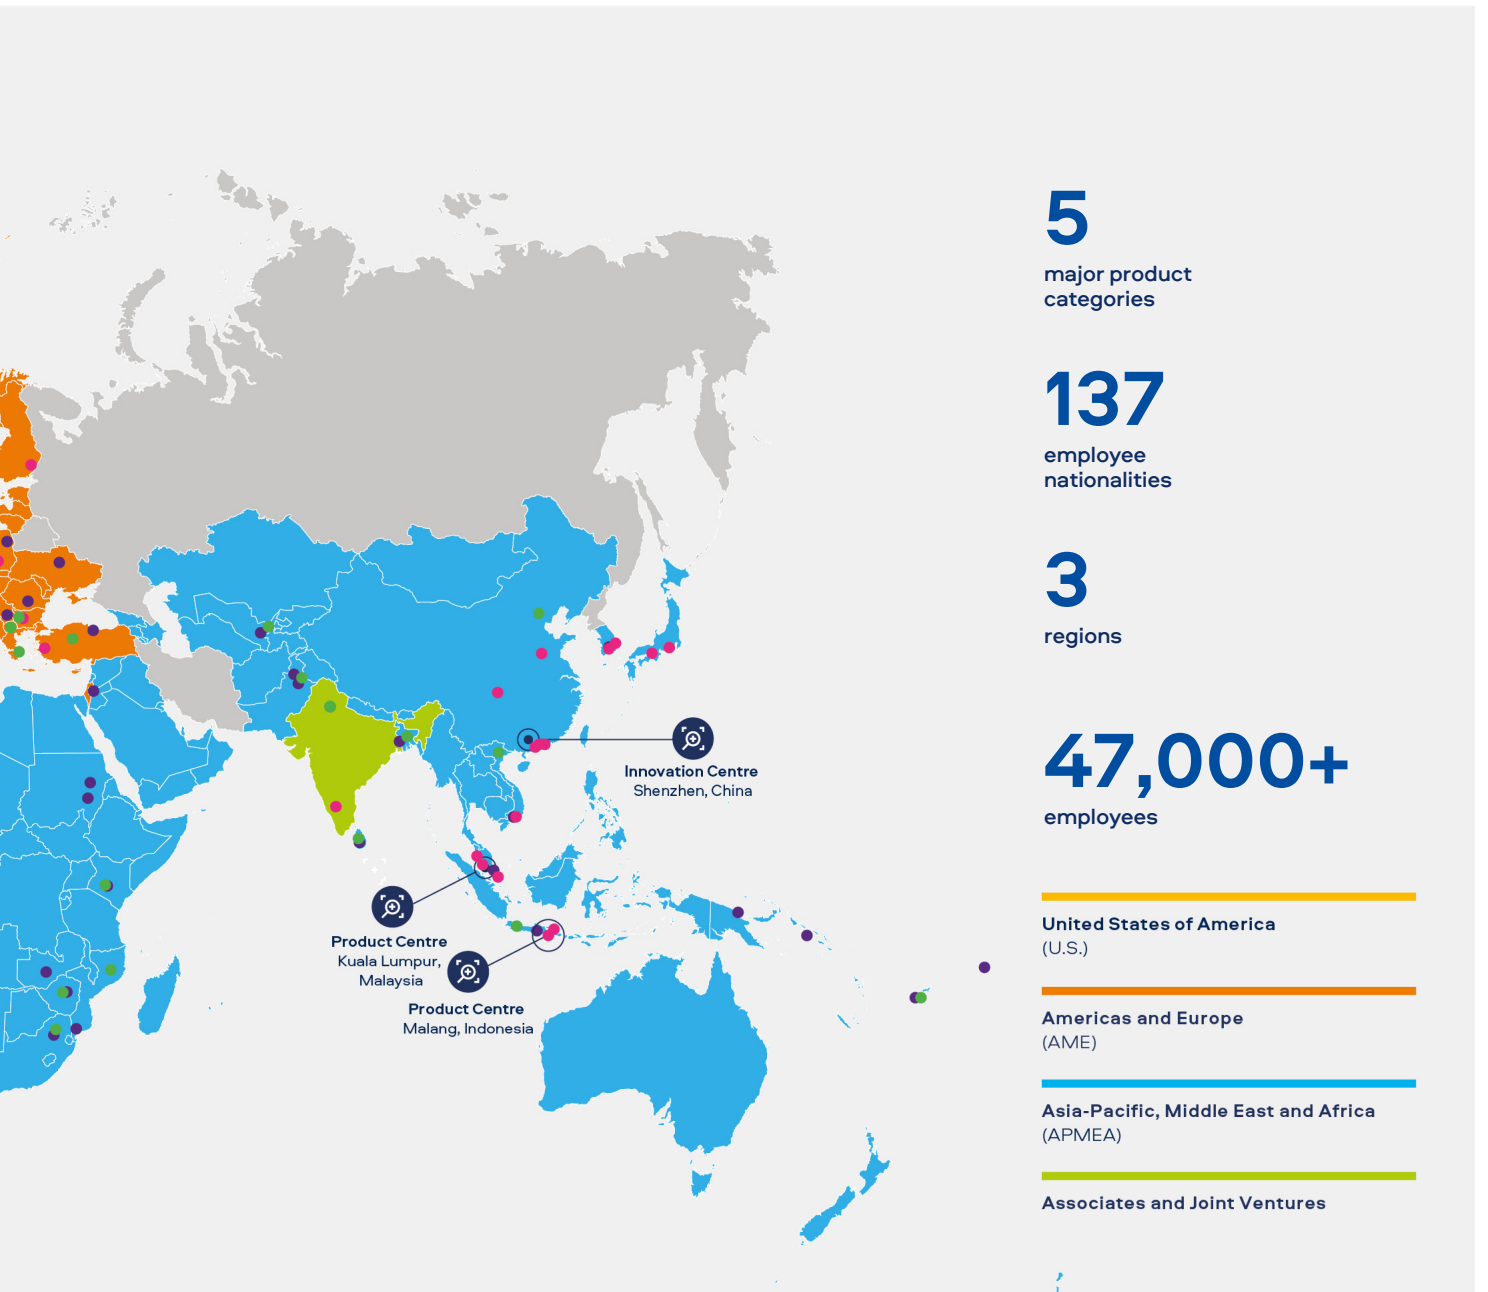 5
major product
categories
137
employee
nationalities
3
regions
47,000+
employees
Innovation Centre
Shenzhen, China
Product Centre
Kuala Lumpur,
Malaysia
Product Centre
Malang, Indonesia
United States of America
(U.S.)
Americas and Europe
(AME)
Asia-Pacific, Middle East and Africa
(APMEA)
Associates and Joint Ventures